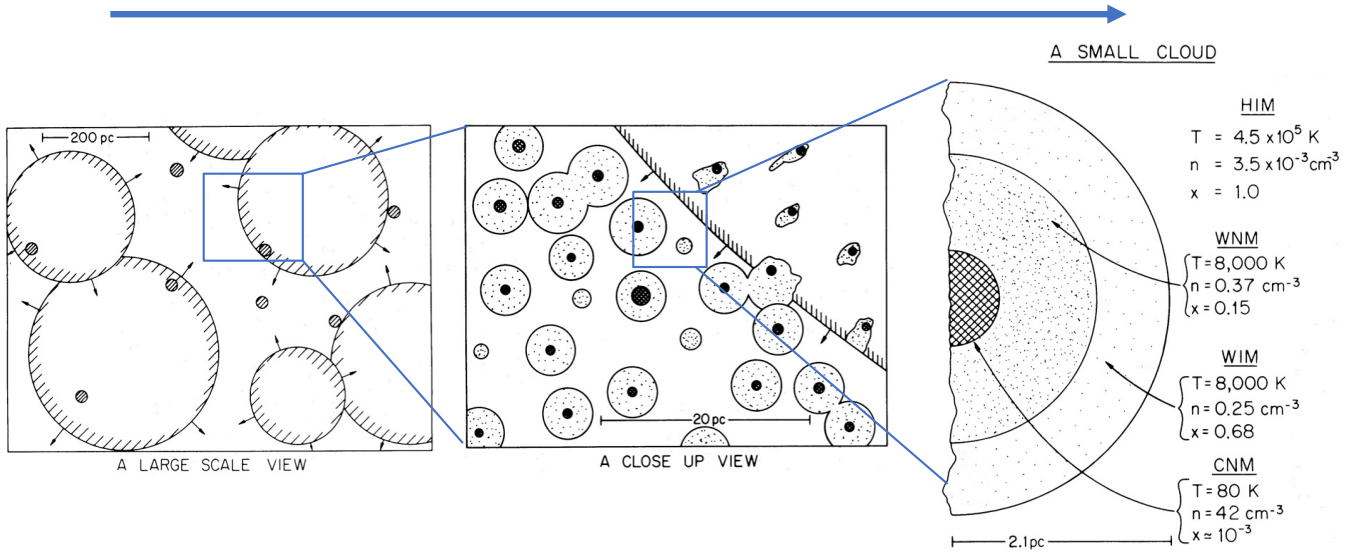 200 pc
A LARGE SCALE VIEW
20 pc
A CLOSE UP VIEW
A SMALL CLOUD
HIM
T = 4.5 x 10⁵ K
n = 3.5 x 10⁻³ cm⁻³
x = 1.0
WNM
T = 8,000 K
n = 0.37 cm⁻³
x = 0.15
WIM
T = 8,000 K
n = 0.25 cm⁻³
x = 0.68
CNM
T = 80 K
n = 42 cm⁻³
x ≃ 10⁻³
2.1 pc